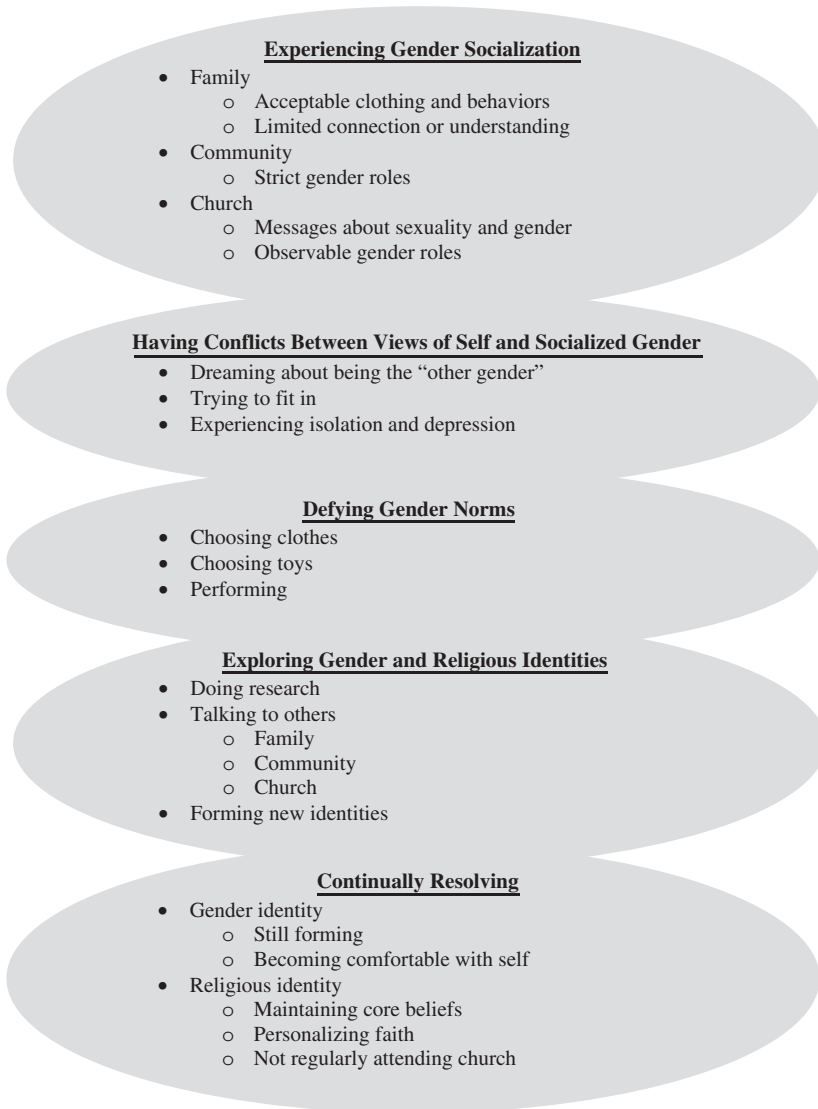 Experiencing Gender Socialization
• Family
o Acceptable clothing and behaviors
o Limited connection or understanding
• Community
o Strict gender roles
• Church
o Messages about sexuality and gender
o Observable gender roles
Having Conflicts Between Views of Self and Socialized Gender
• Dreaming about being the “other gender”
• Trying to fit in
• Experiencing isolation and depression
Defying Gender Norms
• Choosing clothes
• Choosing toys
• Performing
Exploring Gender and Religious Identities
• Doing research
• Talking to others
o Family
o Community
o Church
• Forming new identities
Continually Resolving
• Gender identity
o Still forming
o Becoming comfortable with self
• Religious identity
o Maintaining core beliefs
o Personalizing faith
o Not regularly attending church